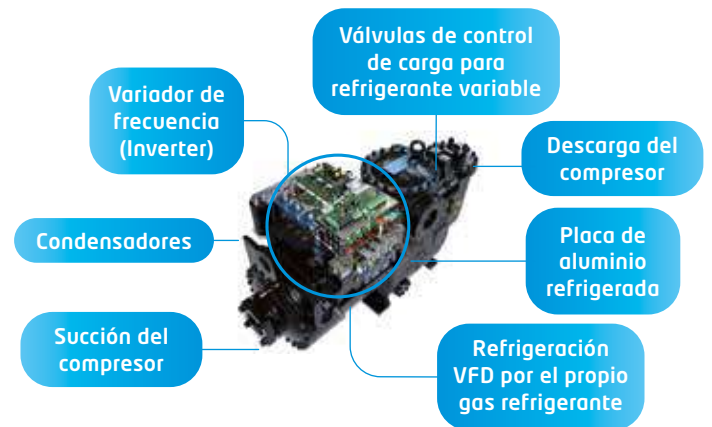 Válvulas de control
de carga para
refrigerante variable
Variador de
frecuencia
(Inverter)
Descarga del
compresor
Condensadores
Placa de
aluminio
refrigerada
Succión del
compresor
Refrigeración
VFD por el propio
gas refrigerante